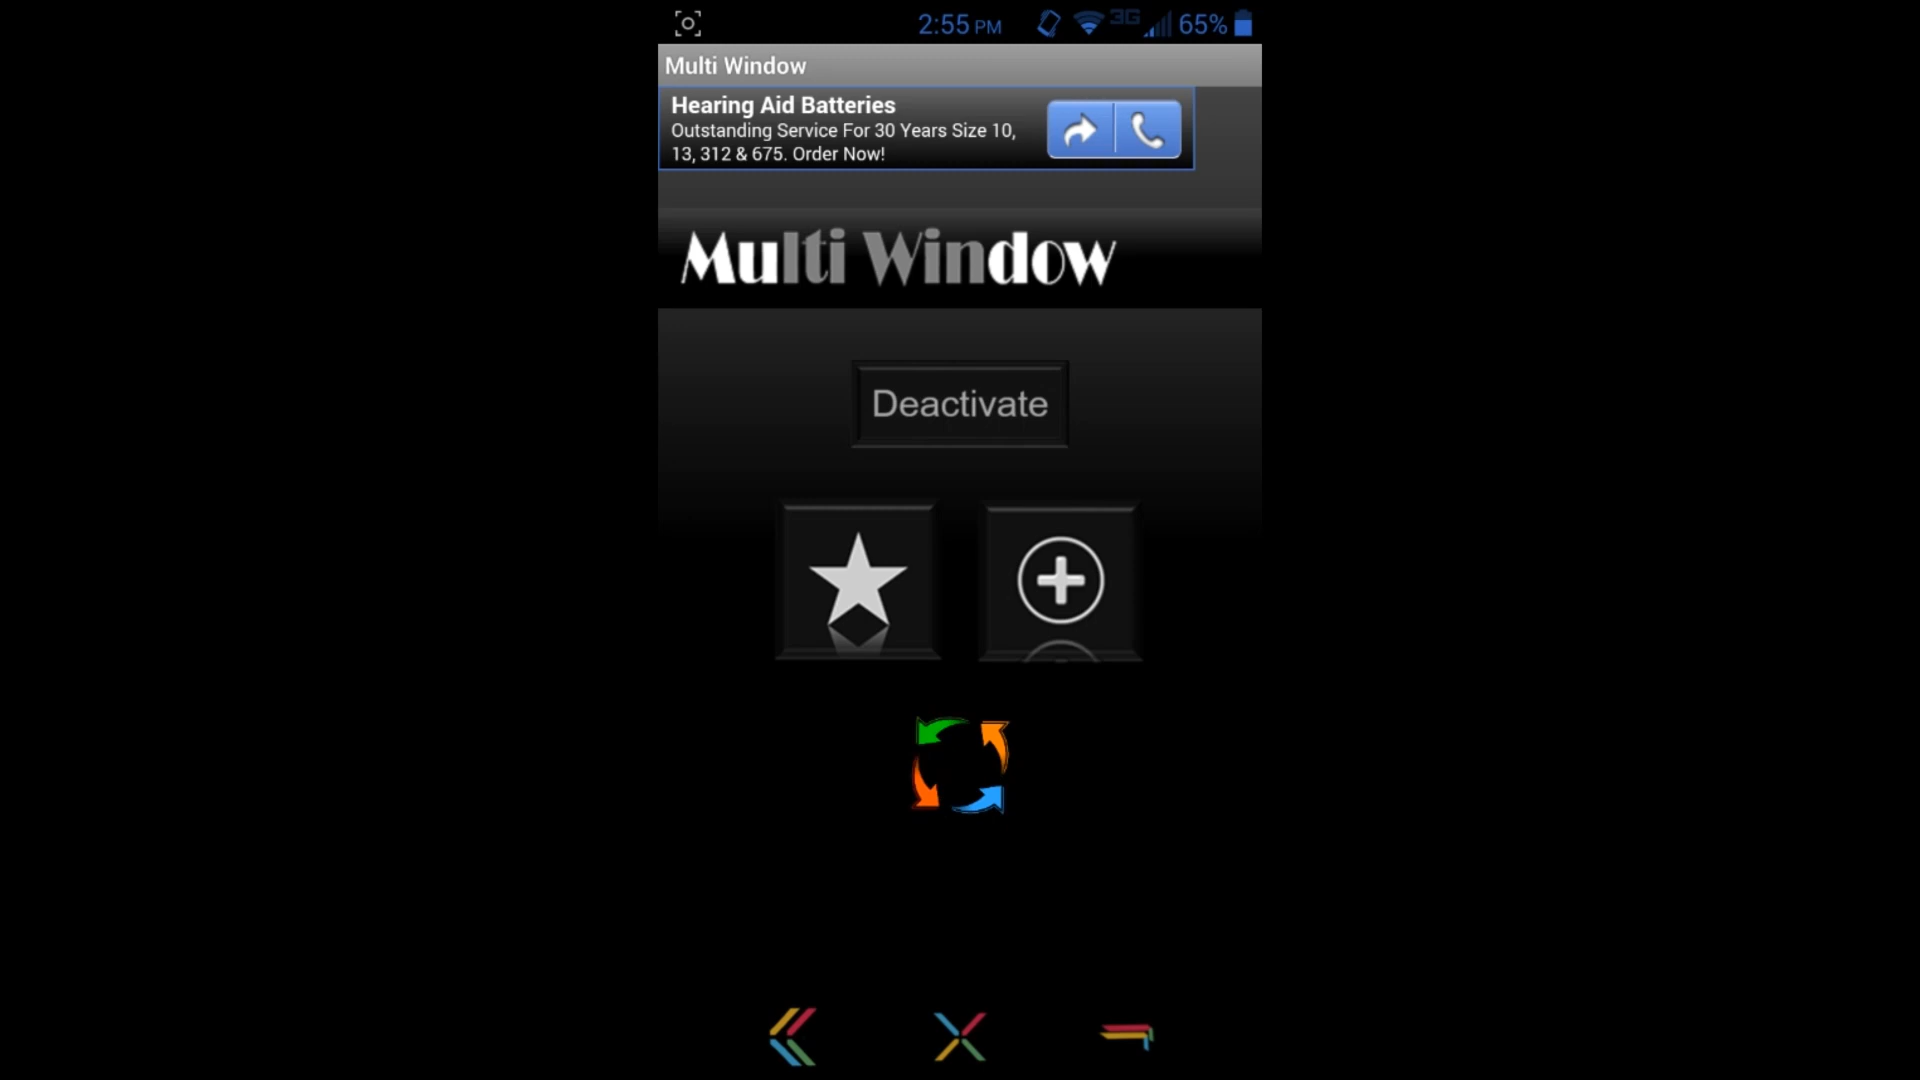 2:55 PM 3G 65%
Multi Window
Hearing Aid Batteries
Outstanding Service For 30 Years Size 10,
13, 312 & 675. Order Now!
Multi Window
Deactivate